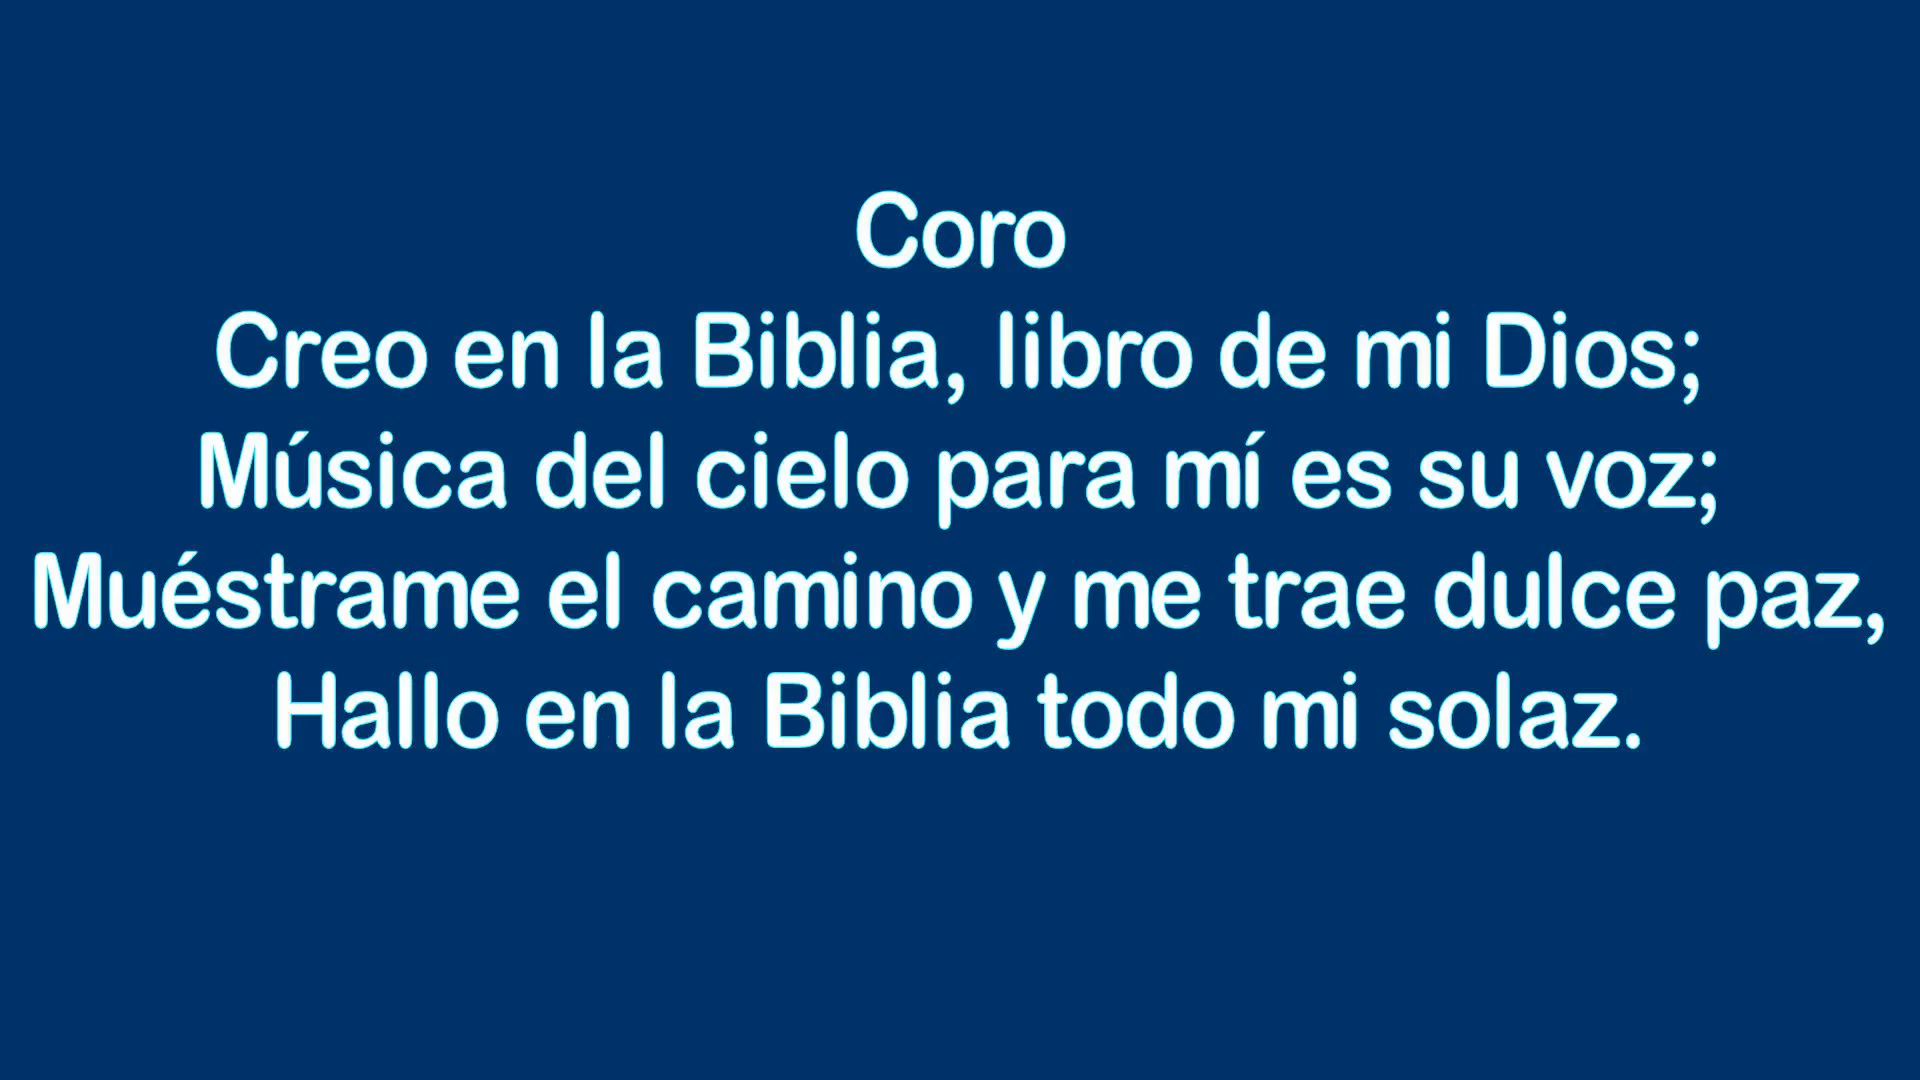 Coro
Creo en la Biblia, libro de mi Dios;
Música del cielo para mí es su voz;
Muéstrame el camino y me trae dulce paz,
Hallo en la Biblia todo mi solaz.